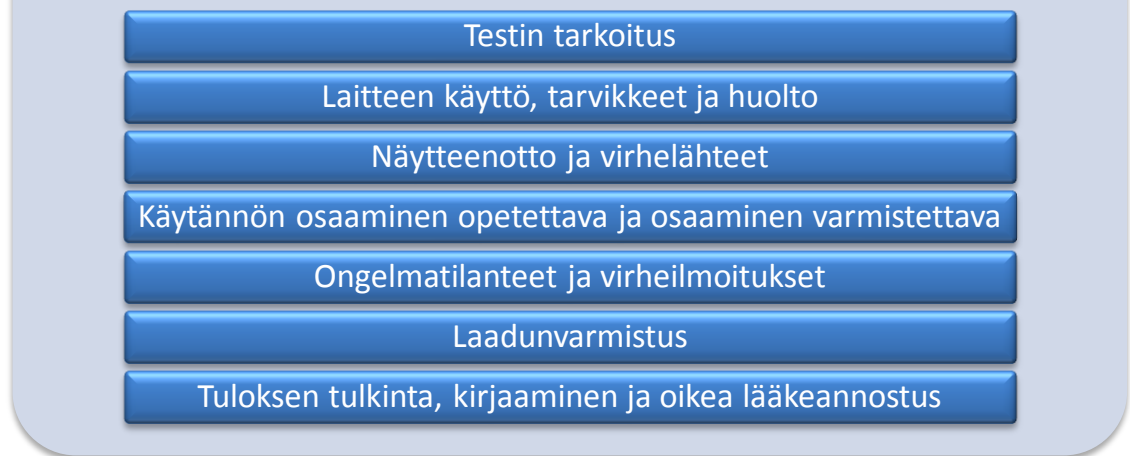 Testin tarkoitus
Laitteen käyttö, tarvikkeet ja huolto
Näytteenotto ja virhelähteet
Käytännön osaaminen opetettava ja osaaminen varmistettava
Ongelmatilanteet ja virheilmoitukset
Laadunvarmistus
Tuloksen tulkinta, kirjaaminen ja oikea lääkeannostus